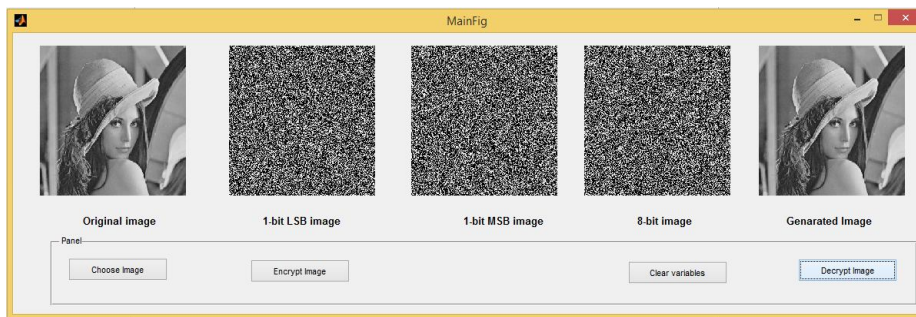 MainFig
Original image
1-bit LSB image
1-bit MSB image
8-bit image
Genarated Image
Panel
Choose Image
Encrypt Image
Clear variables
Decrypt Image